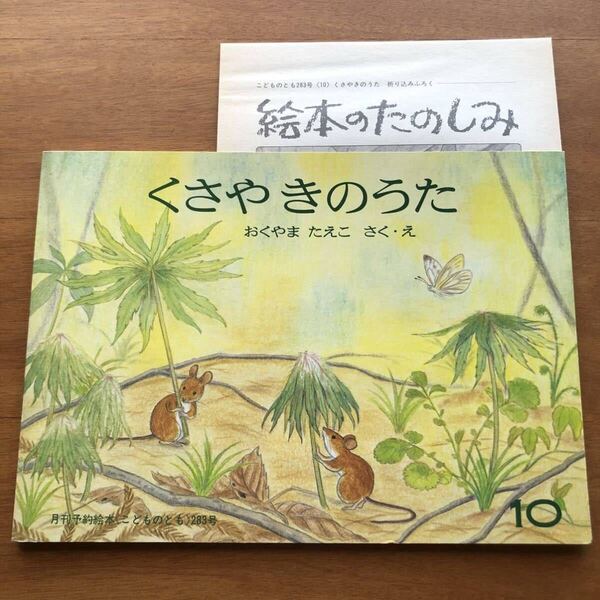 こどものとも283号 (10) くさやきのうた 折り込みふろく
絵本のたのしみ
くさや きのうた
おくやま たえこ さく・え
月刊予約絵本〈こどものとも〉283号
10